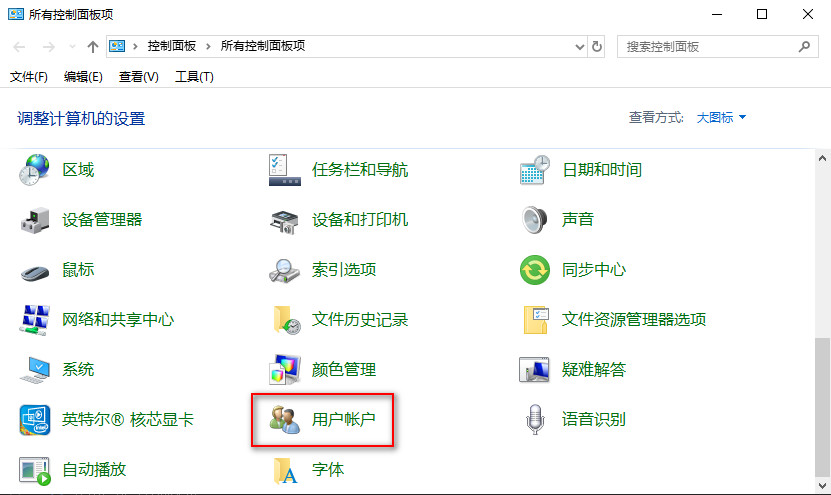 所有控制面板项
控制面板 所有控制面板项 搜索控制面板
文件(F) 编辑(E) 查看(V) 工具(T)
调整计算机的设置 查看方式: 大图标
区域 任务栏和导航 日期和时间
设备管理器 设备和打印机 声音
鼠标 索引选项 同步中心
网络和共享中心 文件历史记录 文件资源管理器选项
系统 颜色管理 疑难解答
英特尔® 核芯显卡 用户帐户 语音识别
自动播放 字体